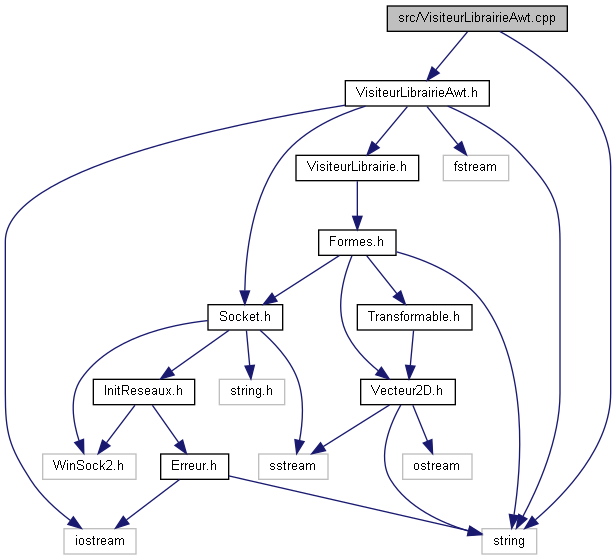 src/VisiteurLibrairieAwt.cpp
VisiteurLibrairieAwt.h
VisiteurLibrairie.h
fstream
Formes.h
Socket.h
Transformable.h
InitReseaux.h
string.h
Vecteur2D.h
WinSock2.h
Erreur.h
sstream
ostream
iostream
string